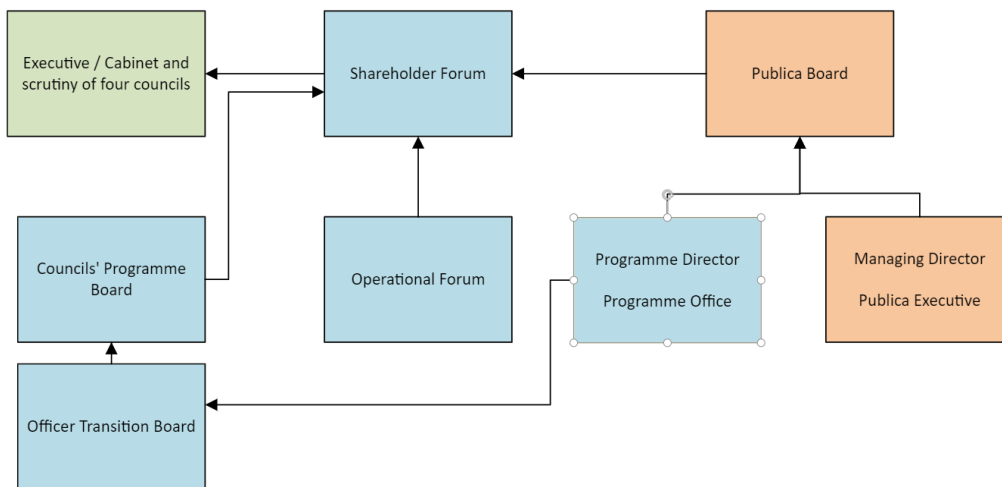 Executive / Cabinet and
scrutiny of four councils
Shareholder Forum
Publica Board
Councils' Programme
Board
Operational Forum
Programme Director
Programme Office
Managing Director
Publica Executive
Officer Transition Board